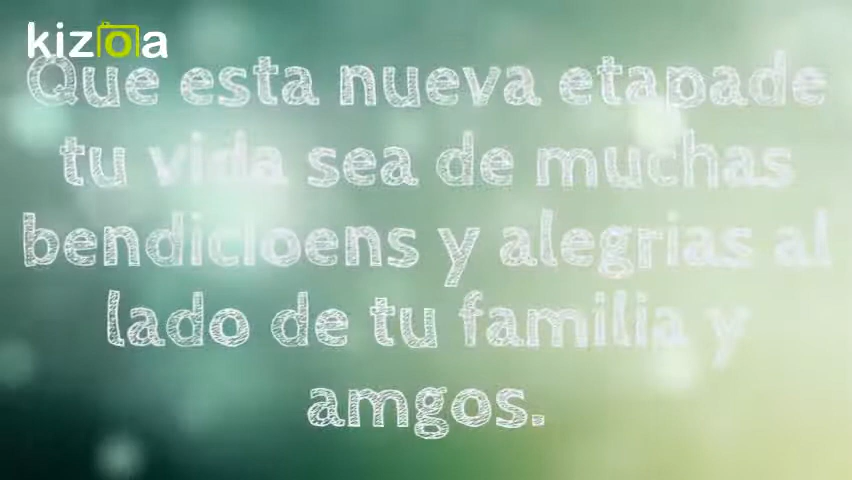 kizoa
Que esta nueva etapade
tu vida sea de muchas
bendicioens y alegrias al
lado de tu familia y
amgos.